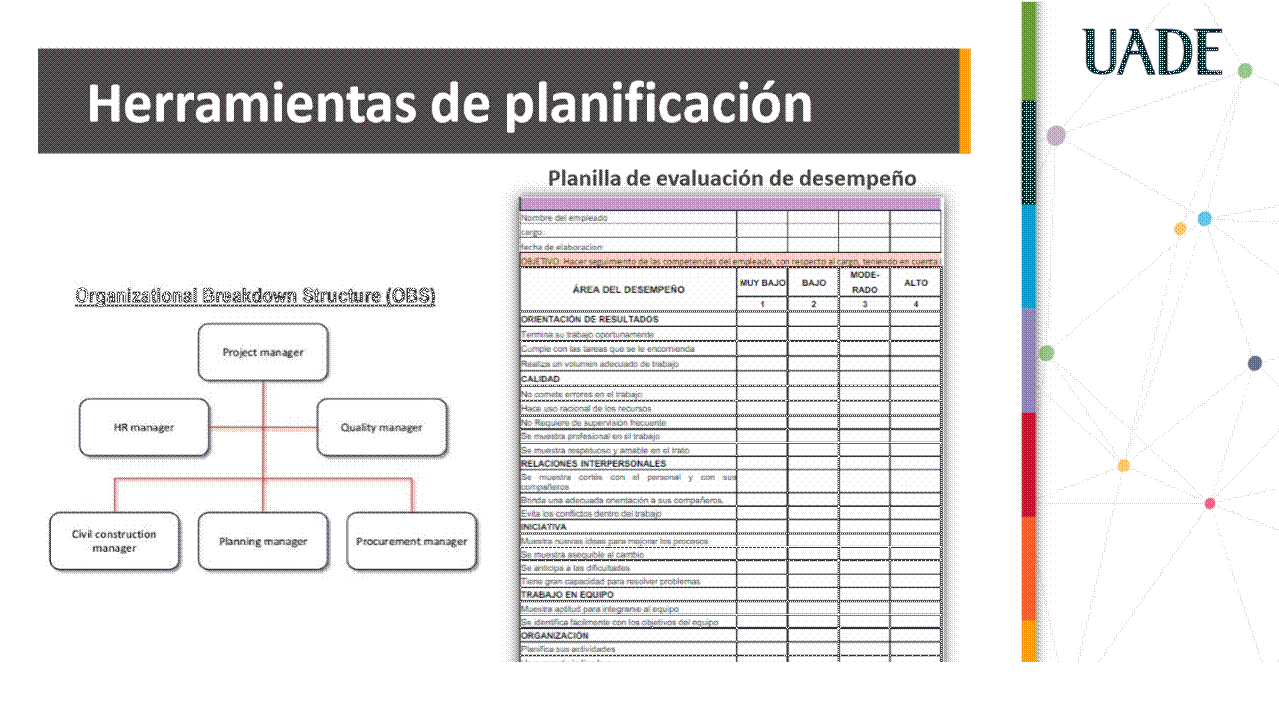 UADE
Herramientas de planificación
Organizational Breakdown Structure (OBS)
Project manager
HR manager
Quality manager
Civil construction
manager
Planning manager
Procurement manager
Planilla de evaluación de desempeño
Nombre del empleado
cargo:
fecha de elaboracion:
OBJETIVO: Hacer seguimiento de las competencias del empleado, con respecto al cargo, teniendo en cuenta l
ÁREA DEL DESEMPEÑO
MUY BAJO
BAJO
MODE-
RADO
ALTO
1 2 3 4
ORIENTACIÓN DE RESULTADOS
Termina su trabajo oportunamente
Cumple con las tareas que se le encomienda
Realiza un volumen adecuado de trabajo
CALIDAD
No comete errores en el trabajo
Hace uso racional de los recursos
No Requiere de supervisión frecuente
Se muestra profesional en el trabajo
Se muestra respetuoso y amable en el trato
RELACIONES INTERPERSONALES
Se muestra cortés con el personal y con sus
compañeros
Brinda una adecuada orientación a sus compañeros.
Evita los conflictos dentro del trabajo
INICIATIVA
Muestra nuevas ideas para mejorar los procesos
Se muestra asequible al cambio
Se anticipa a las dificultades
Tiene gran capacidad para resolver problemas
TRABAJO EN EQUIPO
Muestra aptitud para integrarse al equipo
Se identifica fácilmente con los objetivos del equipo
ORGANIZACIÓN
Planifica sus actividades